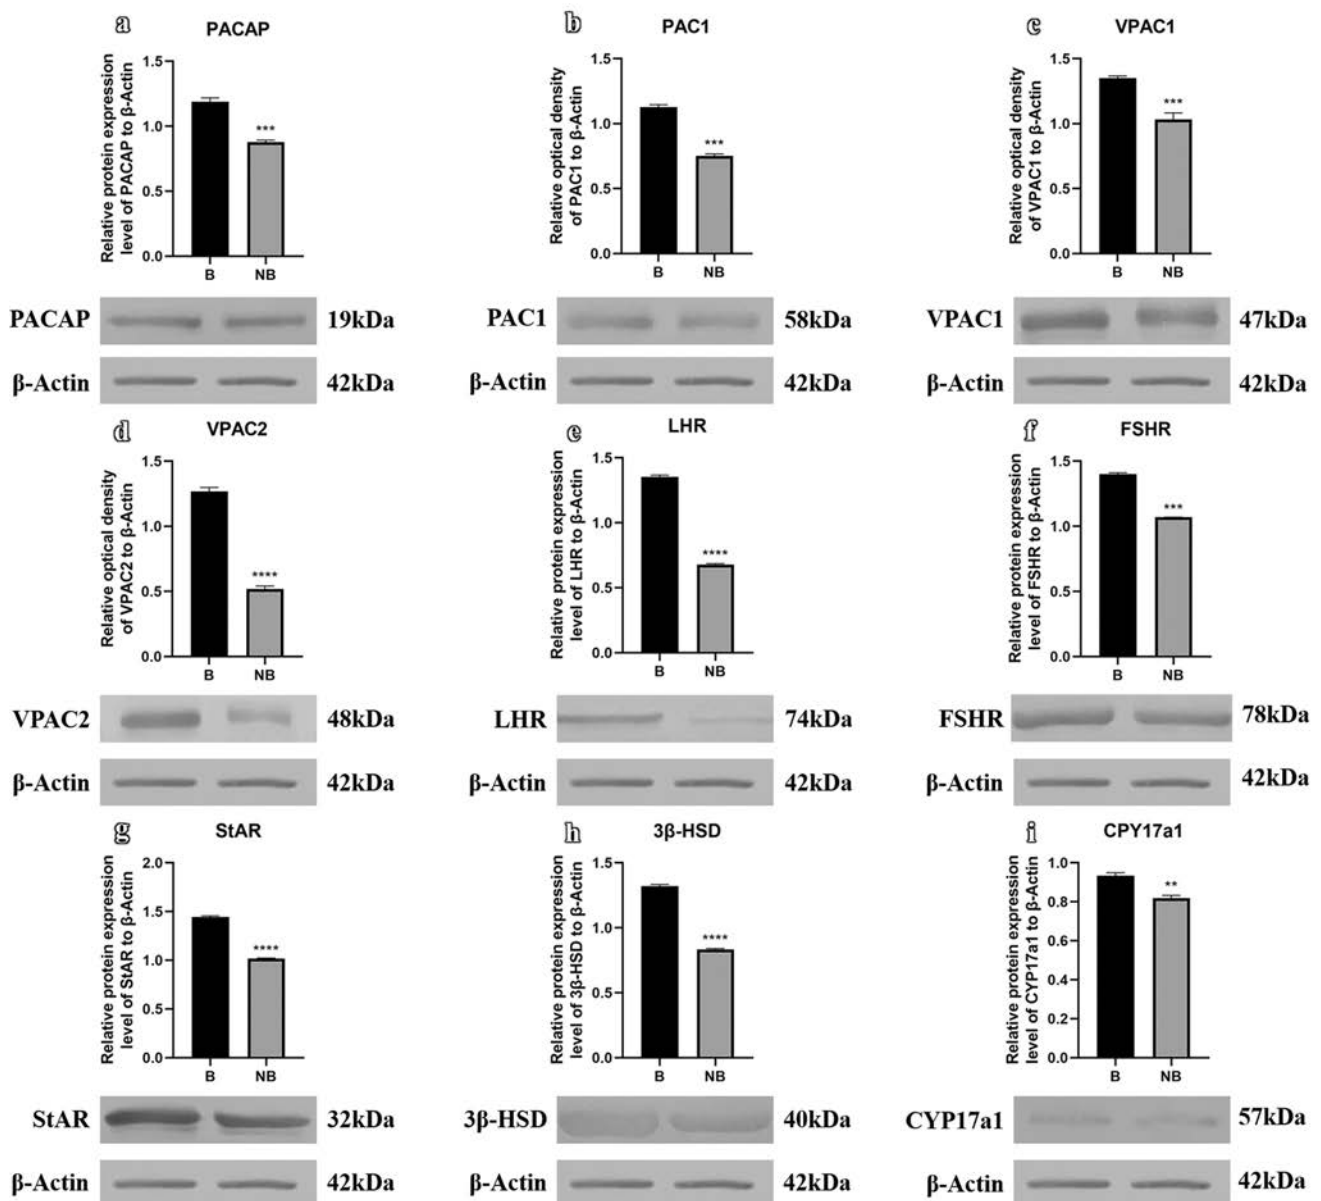 a
PACAP
Relative protein expression
level of PACAP to β-Actin
1.5
1.0
0.5
0.0
***
B NB
PACAP 19kDa
β-Actin 42kDa
b
PAC1
Relative optical density
of PAC1 to β-Actin
1.5
1.0
0.5
0.0
***
B NB
PAC1 58kDa
β-Actin 42kDa
c
VPAC1
Relative optical density
of VPAC1 to β-Actin
1.5
1.0
0.5
0.0
***
B NB
VPAC1 47kDa
β-Actin 42kDa
d
VPAC2
Relative optical density
of VPAC2 to β-Actin
1.5
1.0
0.5
0.0
****
B NB
VPAC2 48kDa
β-Actin 42kDa
e
LHR
Relative protein expression
level of LHR to β-Actin
1.5
1.0
0.5
0.0
****
B NB
LHR 74kDa
β-Actin 42kDa
f
FSHR
Relative protein expression
level of FSHR to β-Actin
1.5
1.0
0.5
0.0
***
B NB
FSHR 78kDa
β-Actin 42kDa
g
StAR
Relative protein expression
level of StAR to β-Actin
2.0
1.5
1.0
0.5
0.0
****
B NB
StAR 32kDa
β-Actin 42kDa
h
3β-HSD
Relative protein expression
level of 3β-HSD to β-Actin
1.5
1.0
0.5
0.0
****
B NB
3β-HSD 40kDa
β-Actin 42kDa
i
CPY17a1
Relative protein expression
level of CYP17a1 to β-Actin
1.0
0.8
0.6
0.4
0.2
0.0
**
B NB
CYP17a1 57kDa
β-Actin 42kDa